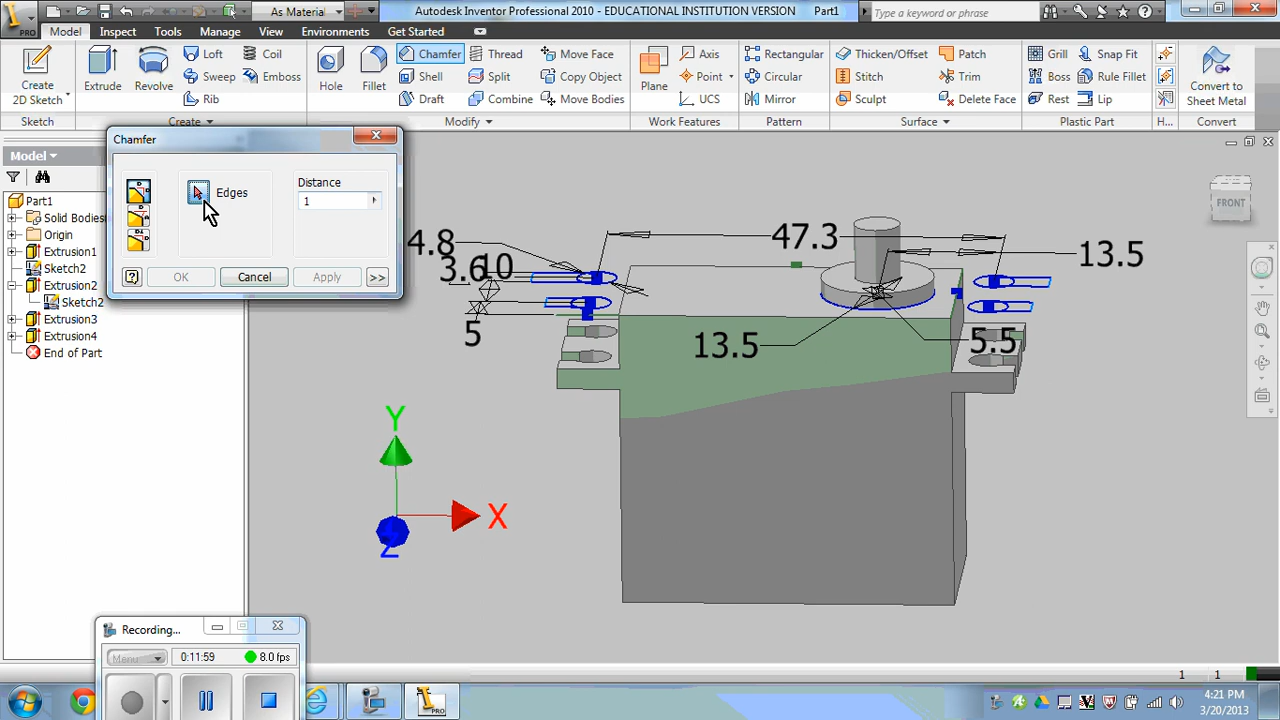 PRO
As Material
Autodesk Inventor Professional 2010 - EDUCATIONAL INSTITUTION VERSION Part1
Type a keyword or phrase
Model Inspect Tools Manage View Environments Get Started
Create
2D Sketch
Extrude
Revolve
Loft
Sweep
Rib
Coil
Emboss
Hole
Fillet
Chamfer
Shell
Draft
Thread
Split
Combine
Move Face
Copy Object
Move Bodies
Plane
Axis
Point
UCS
Rectangular
Circular
Mirror
Thicken/Offset
Stitch
Sculpt
Patch
Trim
Delete Face
Grill
Boss
Rest
Snap Fit
Rule Fillet
Lip
Convert to
Sheet Metal
Sketch
Create
Modify
Work Features
Pattern
Surface
Plastic Part
H...
Convert
Model
Part1
Solid Bodies
Origin
Extrusion1
Sketch2
Extrusion2
Sketch2
Extrusion3
Extrusion4
End of Part
Chamfer
Edges
Distance
1
OK
Cancel
Apply
>>
4.8
47.3
13.5
3.6
10
5
13.5
5.5
FRONT
Y
X
Z
Recording...
Menu
0:11:59
8.0 fps
1 1
PRO
4:21 PM
3/20/2013